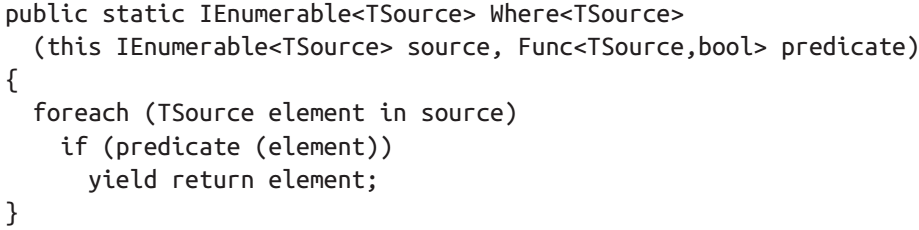 public static IEnumerable<TSource> Where<TSource>
  (this IEnumerable<TSource> source, Func<TSource,bool> predicate)
{
  foreach (TSource element in source)
    if (predicate (element))
      yield return element;
}